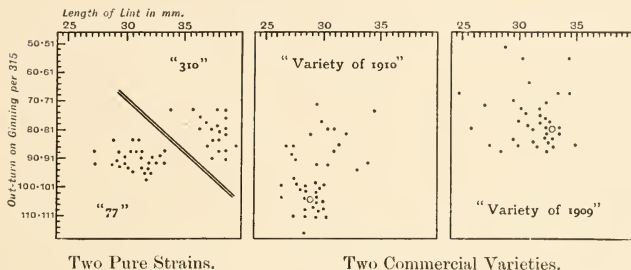 Length of Lint in mm.
25 30 35 25 30 35 25 30 35
Out-turn on Ginning per 315
50·51
60·61
70·71
80·81
90·91
100·101
110·111
"310"
"77"
"Variety of 1910"
"Variety of 1909"
Two Pure Strains.
Two Commercial Varieties.